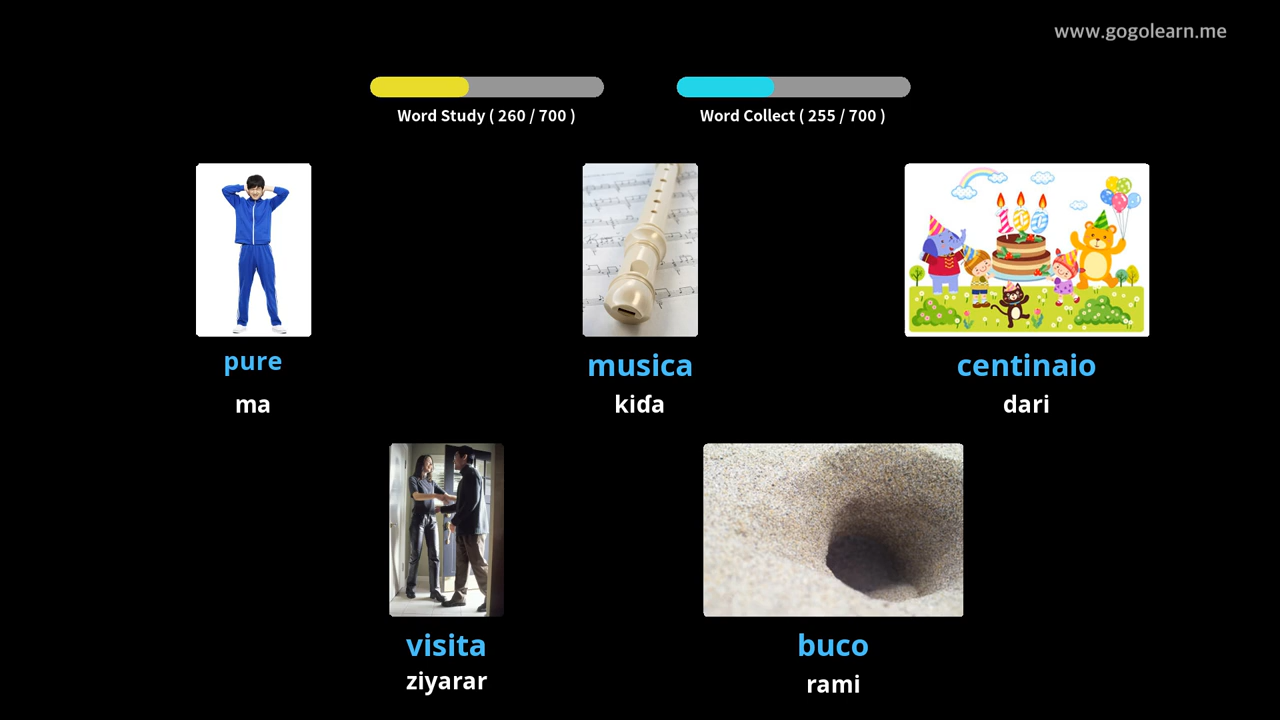 www.gogolearn.me
Word Study ( 260 / 700 )
Word Collect ( 255 / 700 )
100
pure
musica
centinaio
ma
kiɗa
dari
visita
buco
ziyarar
rami